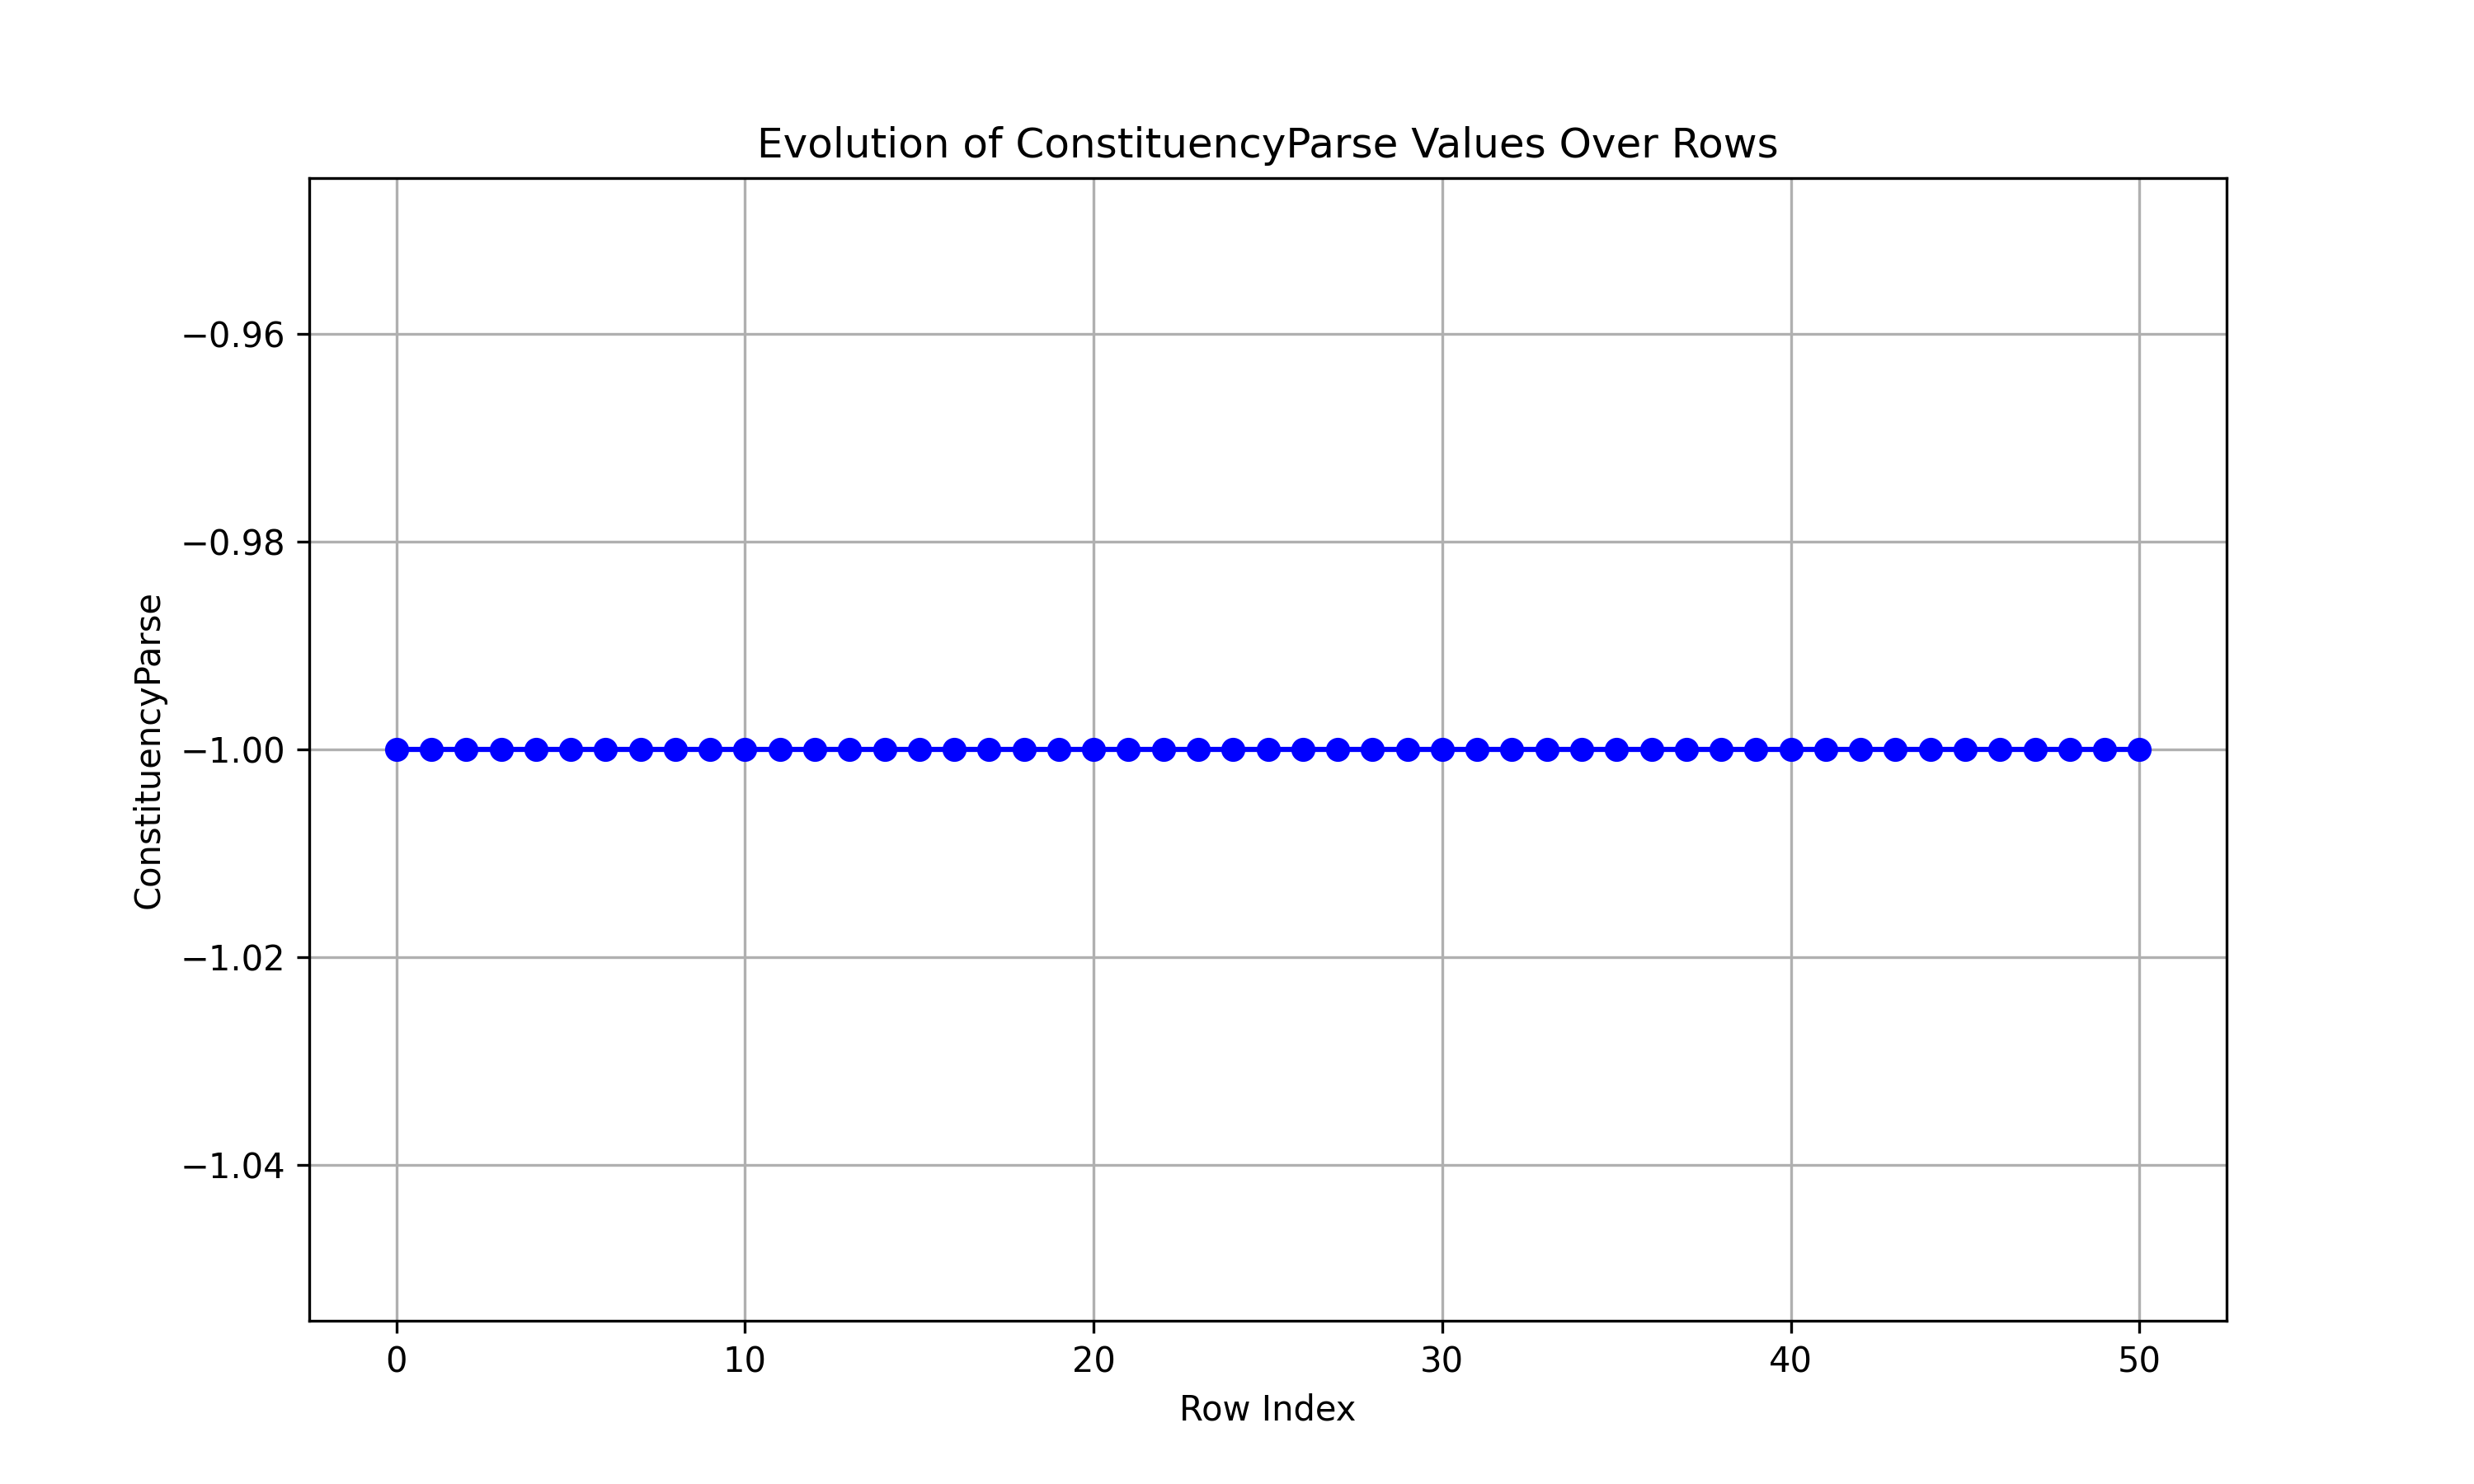 Evolution of ConstituencyParse Values Over Rows
ConstituencyParse
−0.96
−0.98
−1.00
−1.02
−1.04
0 10 20 30 40 50
Row Index